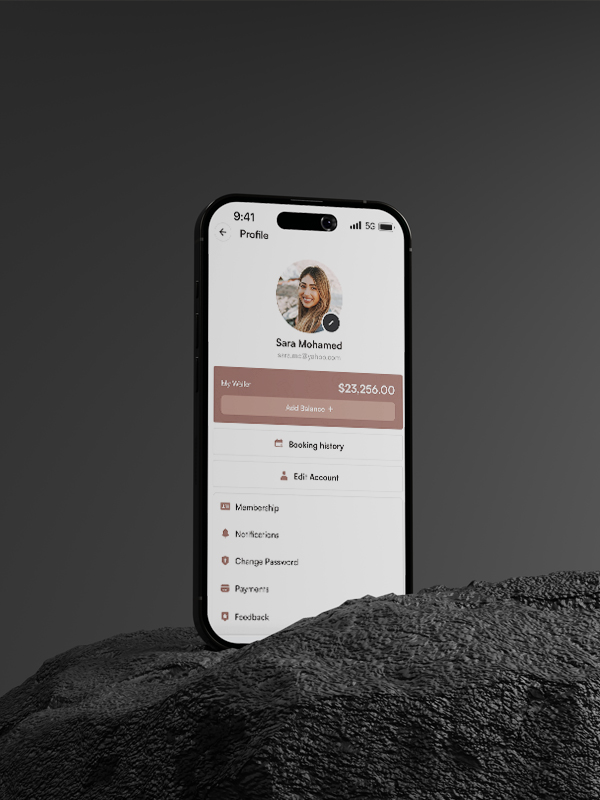 9:41
5G
Profile
Sara Mohamed
My Wallet
$23,256.00
Add Balance +
Booking history
Edit Account
Membership
Notifications
Change Password
Payments
Feedback